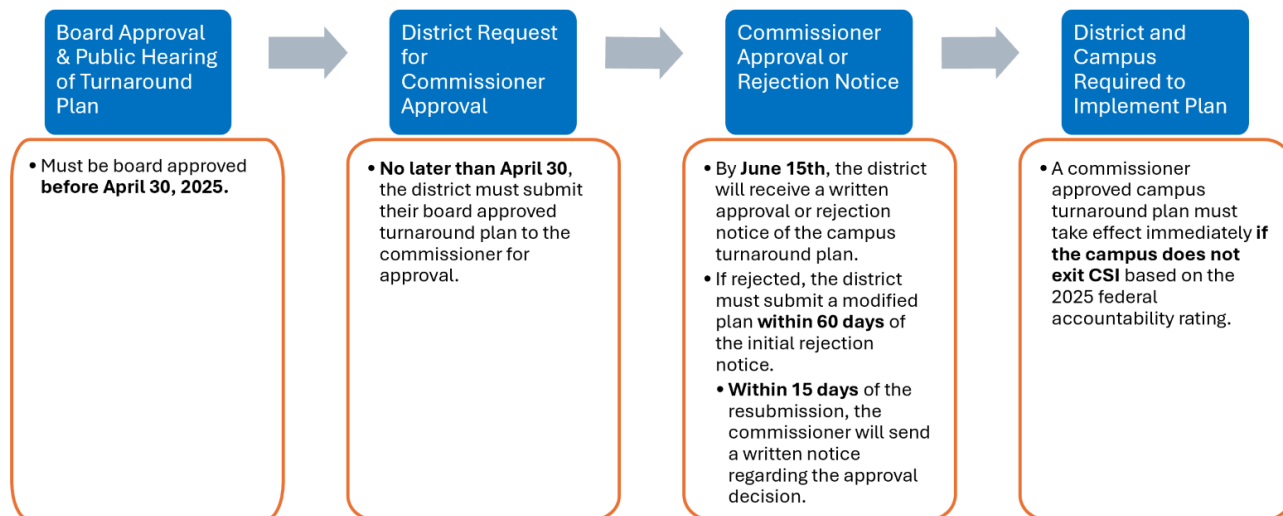 Board Approval
& Public Hearing
of Turnaround
Plan
• Must be board approved
before April 30, 2025.
District Request
for
Commissioner
Approval
• No later than April 30,
the district must submit
their board approved
turnaround plan to the
commissioner for
approval.
Commissioner
Approval or
Rejection Notice
• By June 15th, the district
will receive a written
approval or rejection
notice of the campus
turnaround plan.
• If rejected, the district
must submit a modified
plan within 60 days of
the initial rejection
notice.
• Within 15 days of the
resubmission, the
commissioner will send
a written notice
regarding the approval
decision.
District and
Campus
Required to
Implement Plan
• A commissioner
approved campus
turnaround plan must
take effect immediately if
the campus does not
exit CSI based on the
2025 federal
accountability rating.